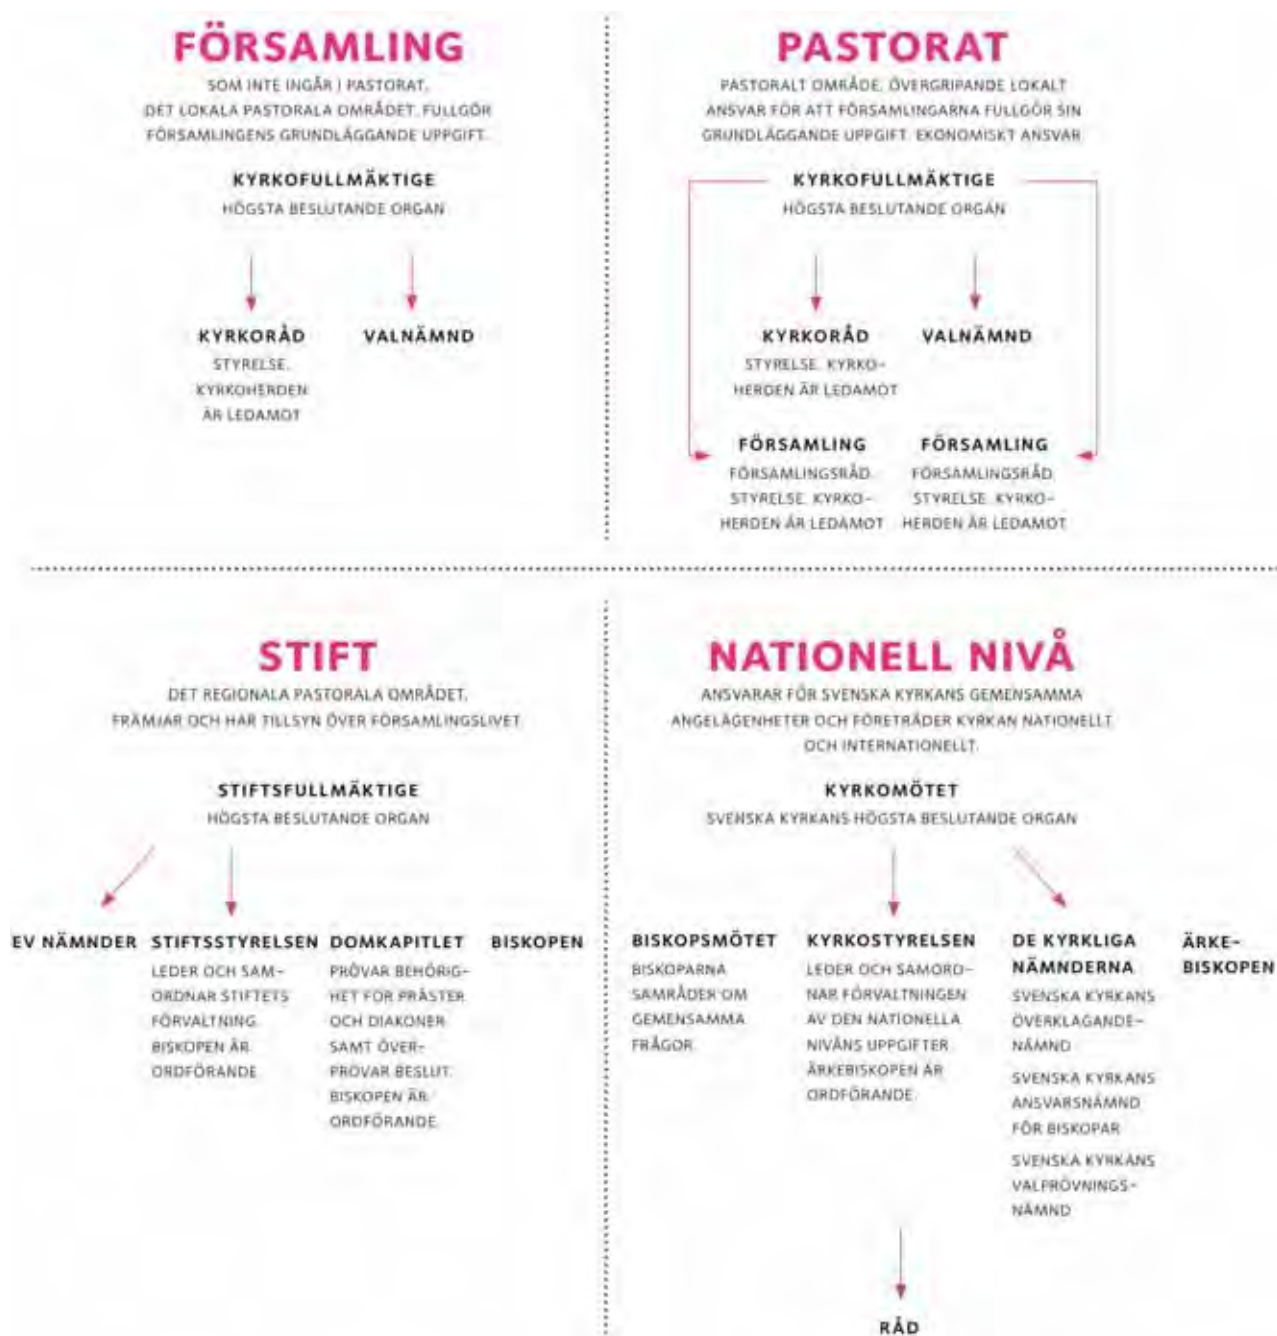 FÖRSAMLING
SOM INTE INGÅR I PASTORAT.
DET LOKALA PASTORALA OMRÅDET. FULLGÖR
FÖRSAMLINGENS GRUNDLÄGGANDE UPPGIFT.
KYRKOFULLMÄKTIGE
HÖGSTA BESLUTANDE ORGAN
KYRKORÅD
STYRELSE.
KYRKOHERDEN
ÄR LEDAMOT
VALNÄMND
PASTORAT
PASTORALT OMRÅDE. ÖVERGRIPANDE LOKALT
ANSVAR FÖR ATT FÖRSAMLINGARNA FULLGÖR SIN
GRUNDLÄGGANDE UPPGIFT. EKONOMISKT ANSVAR.
KYRKOFULLMÄKTIGE
HÖGSTA BESLUTANDE ORGAN
KYRKORÅD
STYRELSE. KYRKO-
HERDEN ÄR LEDAMOT
VALNÄMND
FÖRSAMLING
FÖRSAMLINGSRÅD.
STYRELSE. KYRKO-
HERDEN ÄR LEDAMOT
FÖRSAMLING
FÖRSAMLINGSRÅD.
STYRELSE. KYRKO-
HERDEN ÄR LEDAMOT
STIFT
DET REGIONALA PASTORALA OMRÅDET.
FRÄMJAR OCH HAR TILLSYN ÖVER FÖRSAMLINGSLIVET.
STIFTSFULLMÄKTIGE
HÖGSTA BESLUTANDE ORGAN
EV NÄMNDER
STIFTSSTYRELSEN
LEDER OCH SAM-
ORDNAR STIFTETS
FÖRVALTNING.
BISKOPEN ÄR
ORDFÖRANDE.
DOMKAPITLET
PRÖVAR BEHÖRIG-
HET FÖR PRÄSTER
OCH DIAKONER
SAMT ÖVER-
PRÖVAR BESLUT.
BISKOPEN ÄR
ORDFÖRANDE.
BISKOPEN
NATIONELL NIVÅ
ANSVARAR FÖR SVENSKA KYRKANS GEMENSAMMA
ANGELÄGENHETER OCH FÖRETRÄDER KYRKAN NATIONELLT
OCH INTERNATIONELLT.
KYRKOMÖTET
SVENSKA KYRKANS HÖGSTA BESLUTANDE ORGAN
BISKOPSMÖTET
BISKOPARNA
SAMRÅDER OM
GEMENSAMMA
FRÅGOR.
KYRKOSTYRELSEN
LEDER OCH SAMORD-
NAR FÖRVALTNINGEN
AV DEN NATIONELLA
NIVÅNS UPPGIFTER.
ÄRKEBISKOPEN ÄR
ORDFÖRANDE.
DE KYRKLIGA
NÄMNDERNA
SVENSKA KYRKANS
ÖVERKLAGANDE-
NÄMND
SVENSKA KYRKANS
ANSVARSNÄMND
FÖR BISKOPAR
SVENSKA KYRKANS
VALPRÖVNINGS-
NÄMND
ÄRKE-
BISKOPEN
RÅD